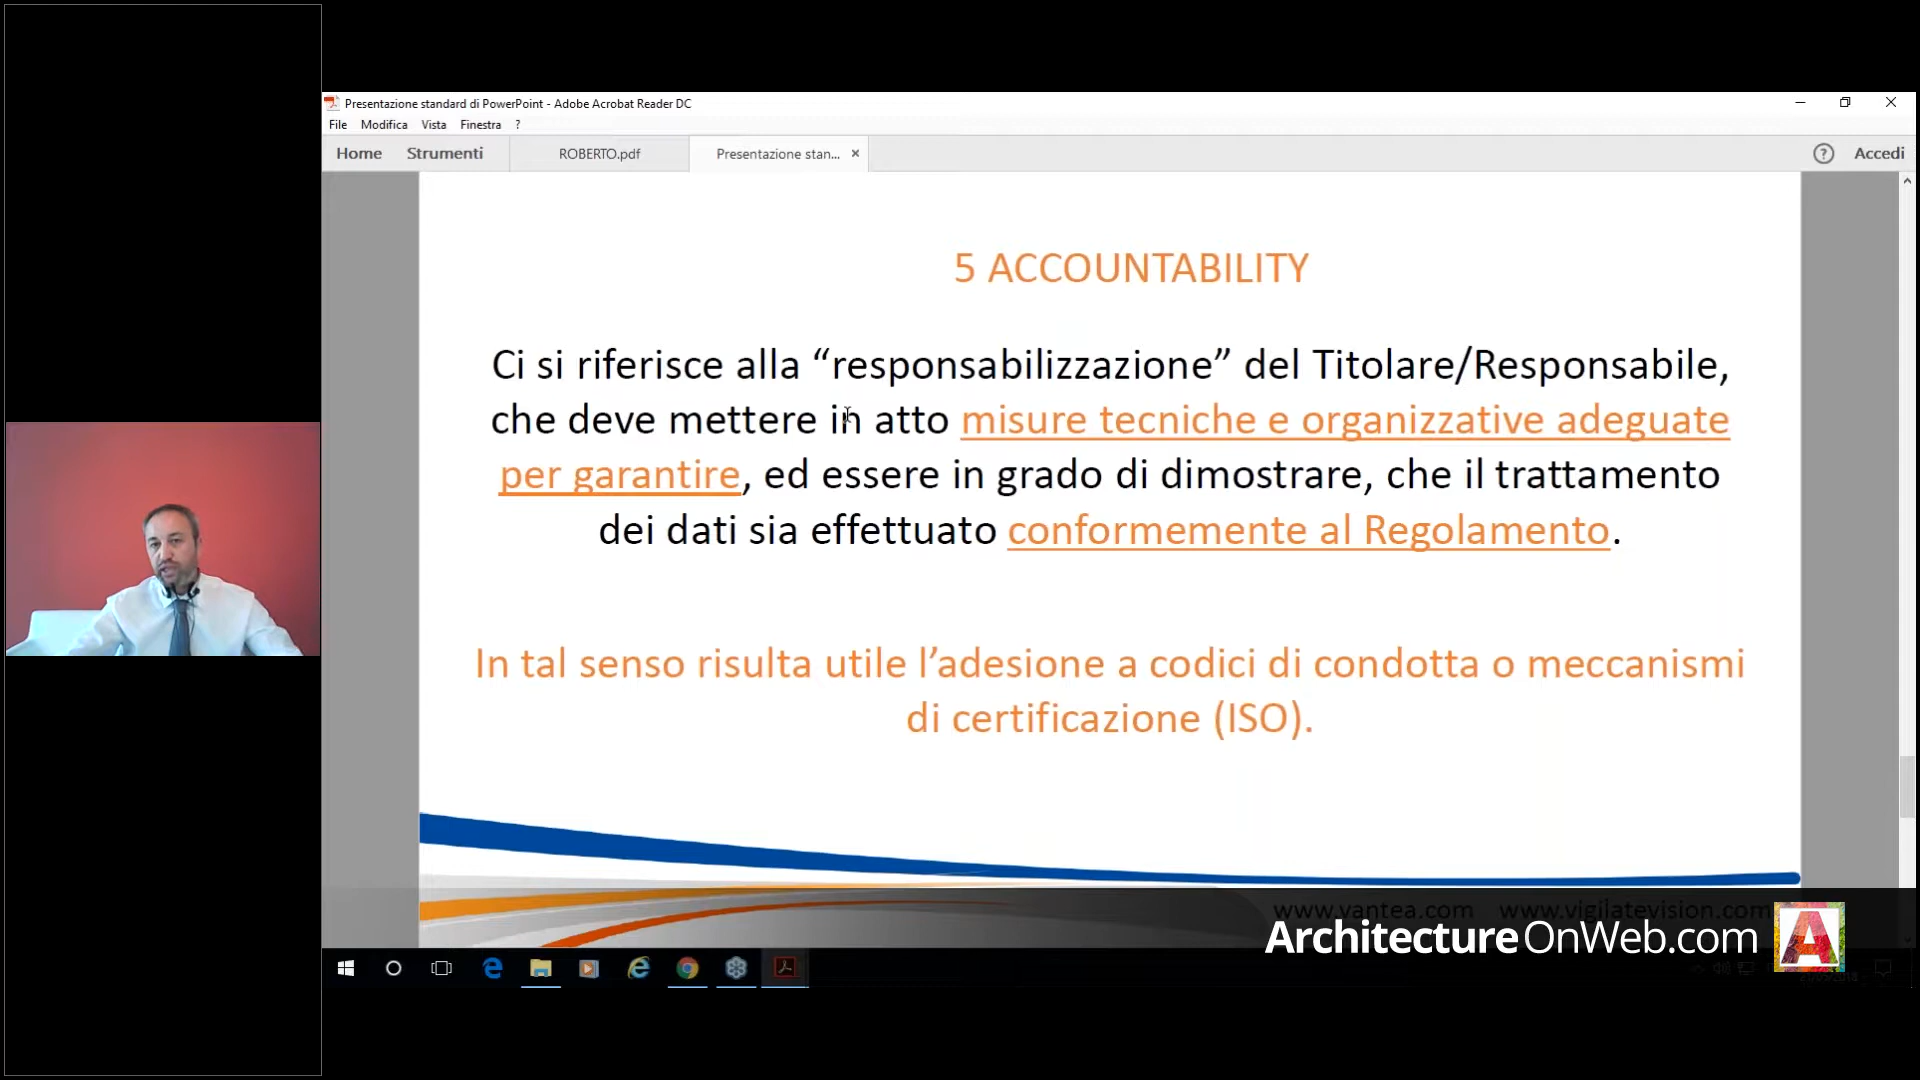 Presentazione standard di PowerPoint - Adobe Acrobat Reader DC
File Modifica Vista Finestra ?
Home Strumenti ROBERTO.pdf Presentazione stan... × ? Accedi
5 ACCOUNTABILITY
Ci si riferisce alla “responsabilizzazione” del Titolare/Responsabile,
che deve mettere in atto misure tecniche e organizzative adeguate
per garantire, ed essere in grado di dimostrare, che il trattamento
dei dati sia effettuato conformemente al Regolamento.
In tal senso risulta utile l’adesione a codici di condotta o meccanismi
di certificazione (ISO).
www.vantea.com www.vigilatevision.com
ArchitectureOnWeb.com A